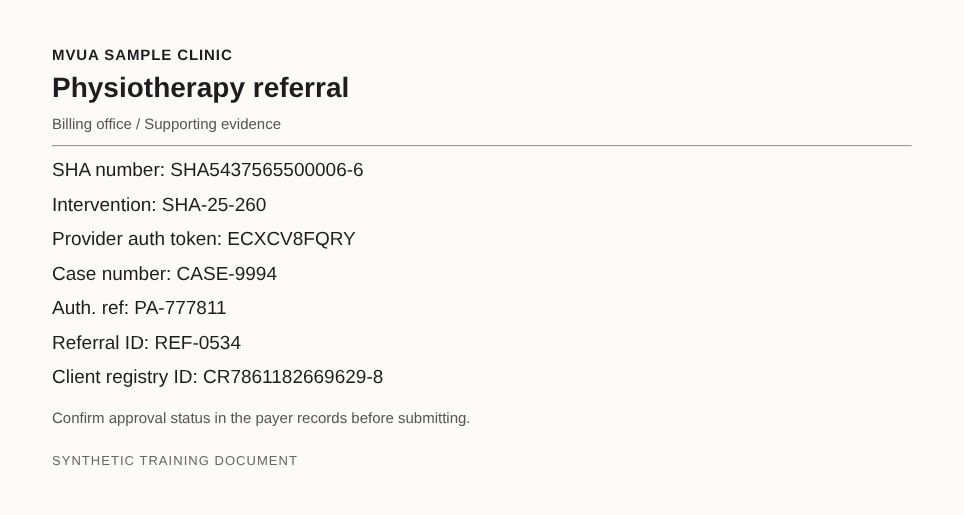 MVUA SAMPLE CLINIC
Physiotherapy referral
Billing office / Supporting evidence
SHA number: SHA5437565500006-6
Intervention: SHA-25-260
Provider auth token: ECXCV8FQRY
Case number: CASE-9994
Auth. ref: PA-777811
Referral ID: REF-0534
Client registry ID: CR7861182669629-8
Confirm approval status in the payer records before submitting.
SYNTHETIC TRAINING DOCUMENT